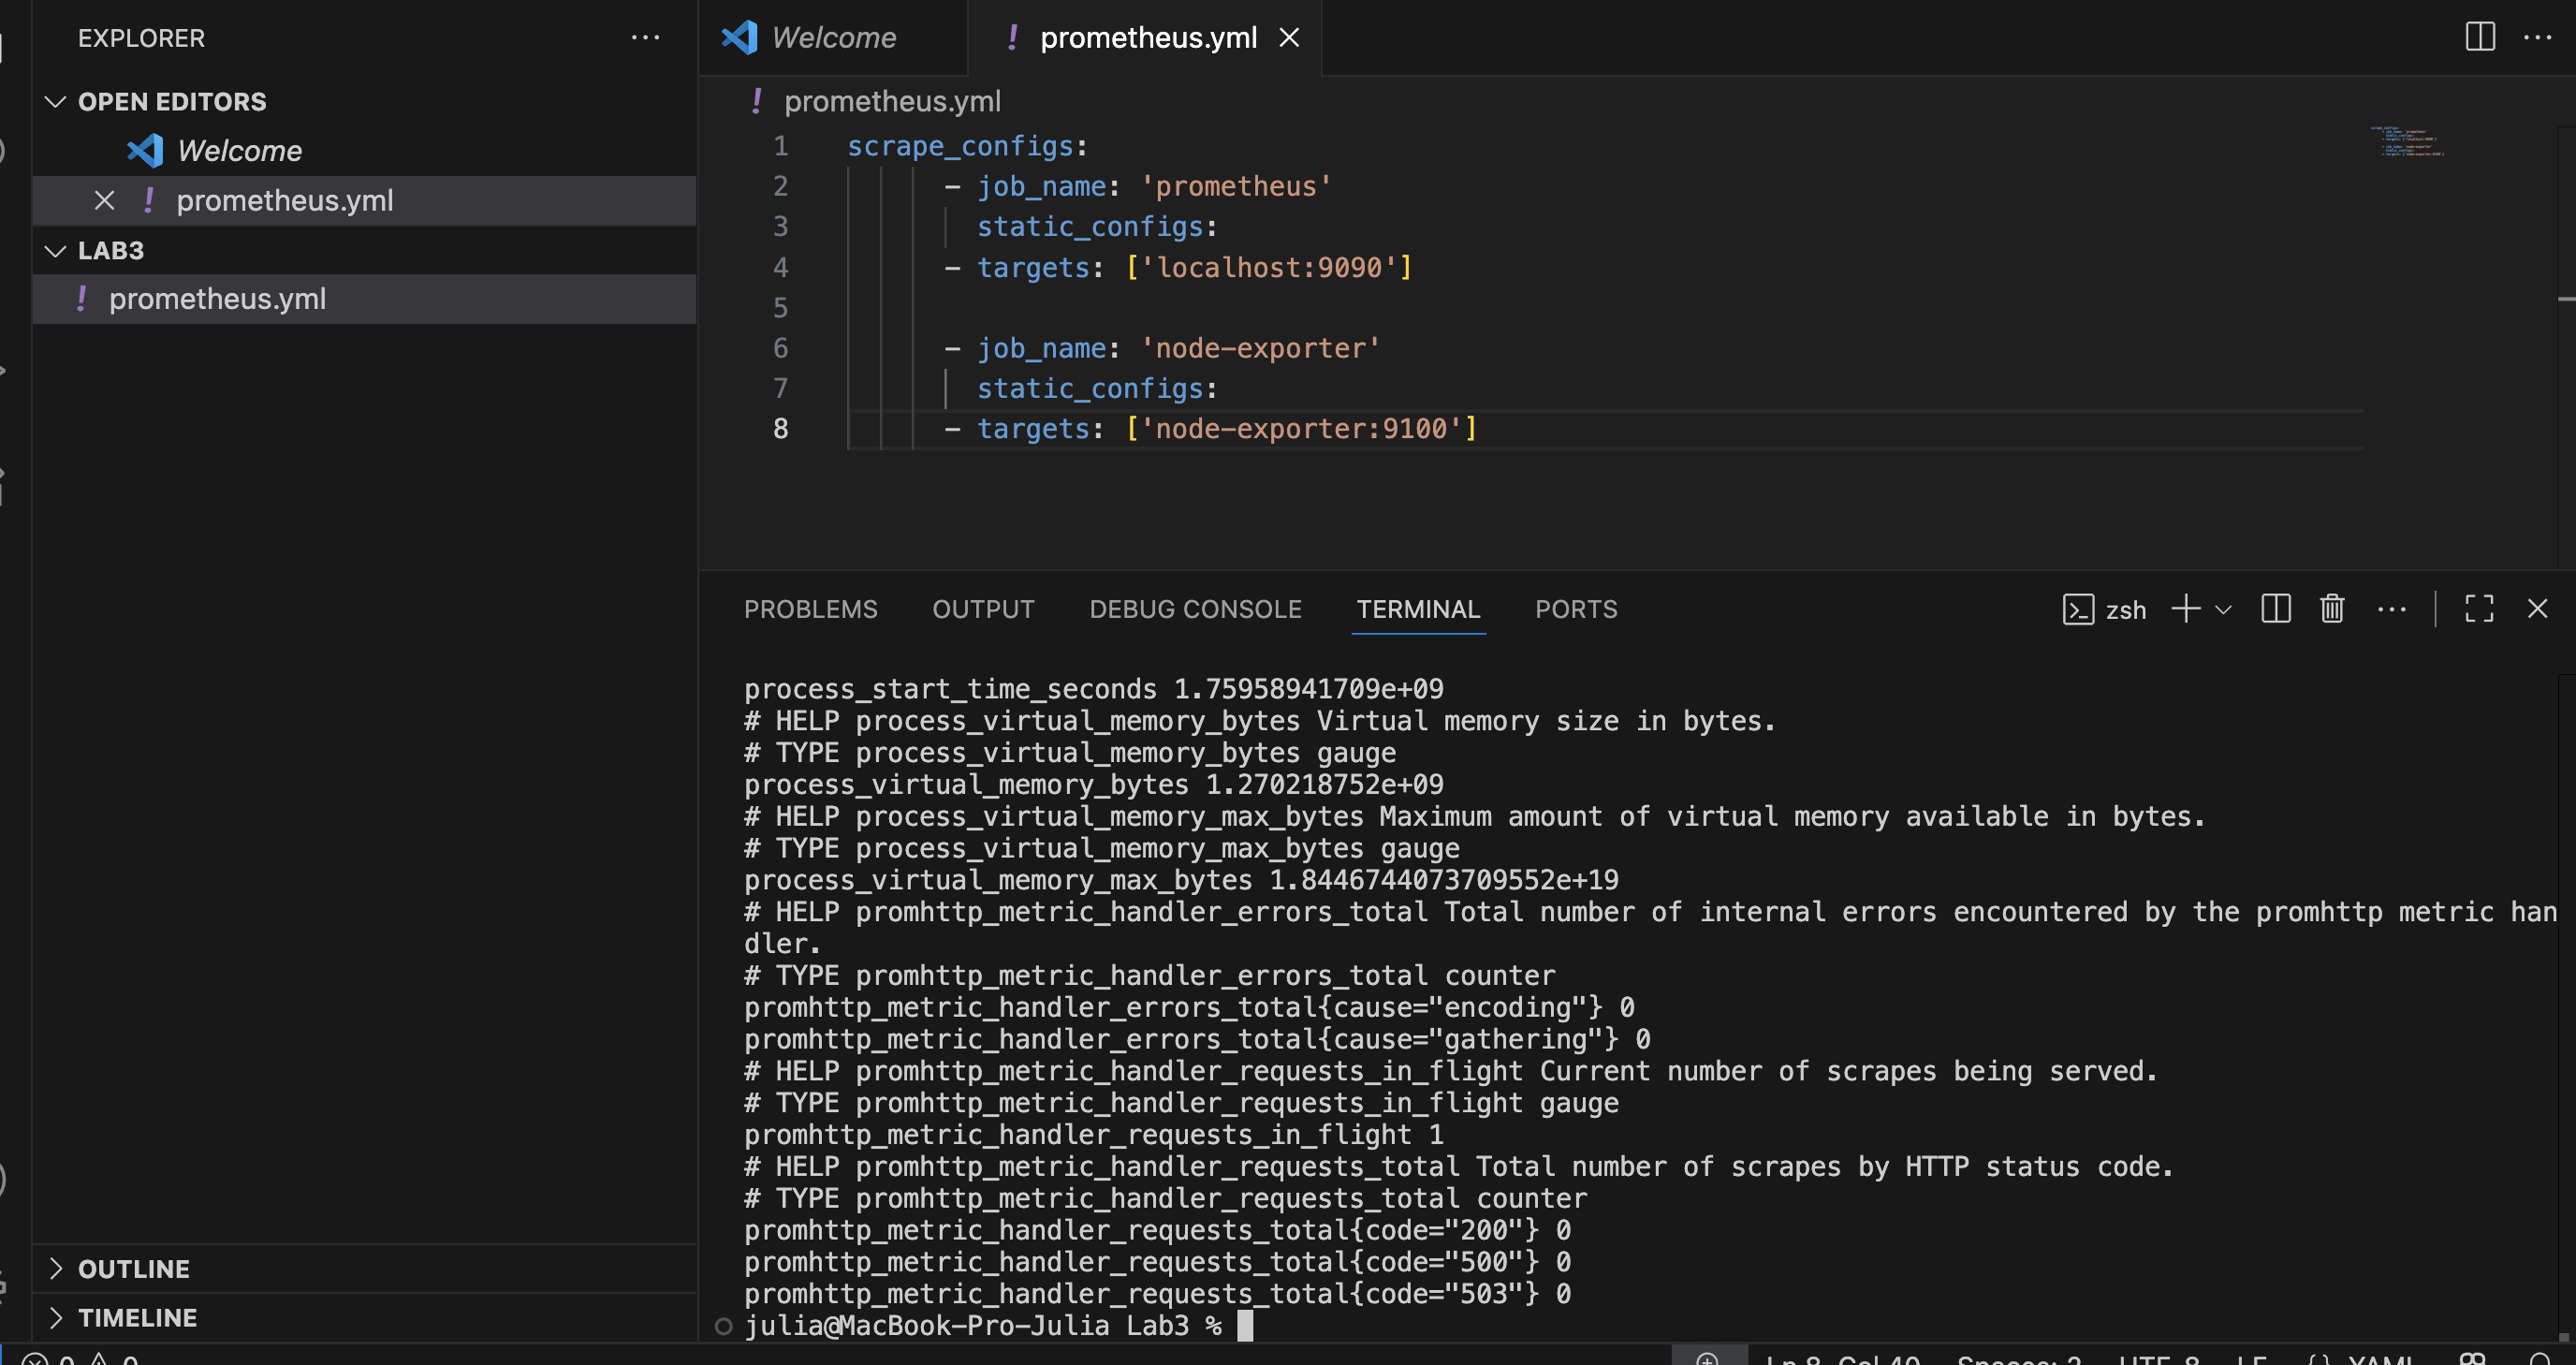 EXPLORER
OPEN EDITORS
Welcome
prometheus.yml
LAB3
prometheus.yml
OUTLINE
TIMELINE
Welcome
prometheus.yml
prometheus.yml
1 scrape_configs:
2 - job_name: 'prometheus'
3 static_configs:
4 - targets: ['localhost:9090']
5
6 - job_name: 'node-exporter'
7 static_configs:
8 - targets: ['node-exporter:9100']
PROBLEMS OUTPUT DEBUG CONSOLE TERMINAL PORTS zsh
process_start_time_seconds 1.75958941709e+09
# HELP process_virtual_memory_bytes Virtual memory size in bytes.
# TYPE process_virtual_memory_bytes gauge
process_virtual_memory_bytes 1.270218752e+09
# HELP process_virtual_memory_max_bytes Maximum amount of virtual memory available in bytes.
# TYPE process_virtual_memory_max_bytes gauge
process_virtual_memory_max_bytes 1.8446744073709552e+19
# HELP promhttp_metric_handler_errors_total Total number of internal errors encountered by the promhttp metric han
dler.
# TYPE promhttp_metric_handler_errors_total counter
promhttp_metric_handler_errors_total{cause="encoding"} 0
promhttp_metric_handler_errors_total{cause="gathering"} 0
# HELP promhttp_metric_handler_requests_in_flight Current number of scrapes being served.
# TYPE promhttp_metric_handler_requests_in_flight gauge
promhttp_metric_handler_requests_in_flight 1
# HELP promhttp_metric_handler_requests_total Total number of scrapes by HTTP status code.
# TYPE promhttp_metric_handler_requests_total counter
promhttp_metric_handler_requests_total{code="200"} 0
promhttp_metric_handler_requests_total{code="500"} 0
promhttp_metric_handler_requests_total{code="503"} 0
julia@MacBook-Pro-Julia Lab3 %
0 0 Ln 8, Col 40 Spaces: 2 UTF-8 LF {} YAML